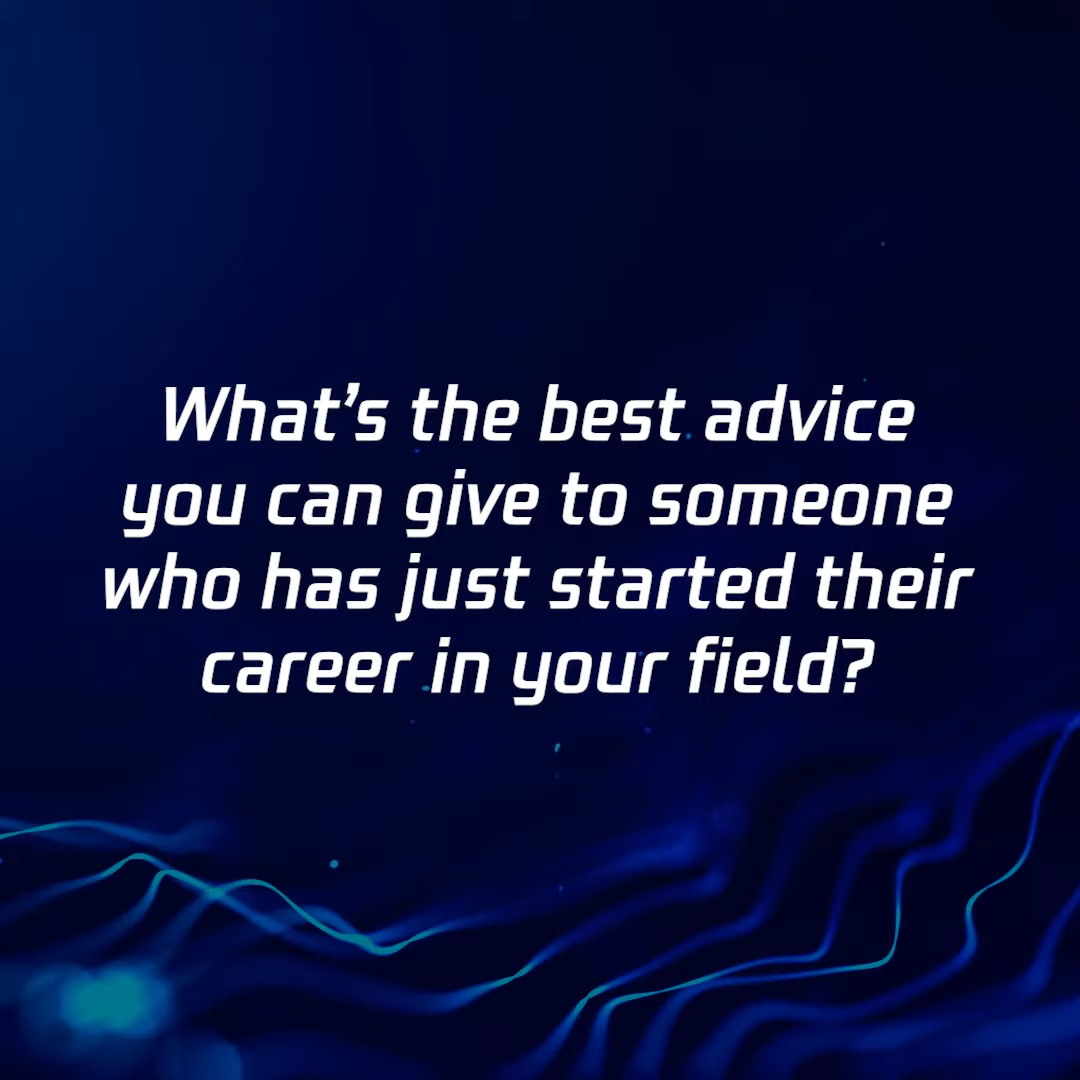 What’s the best advice
you can give to someone
who has just started their
career in your field?